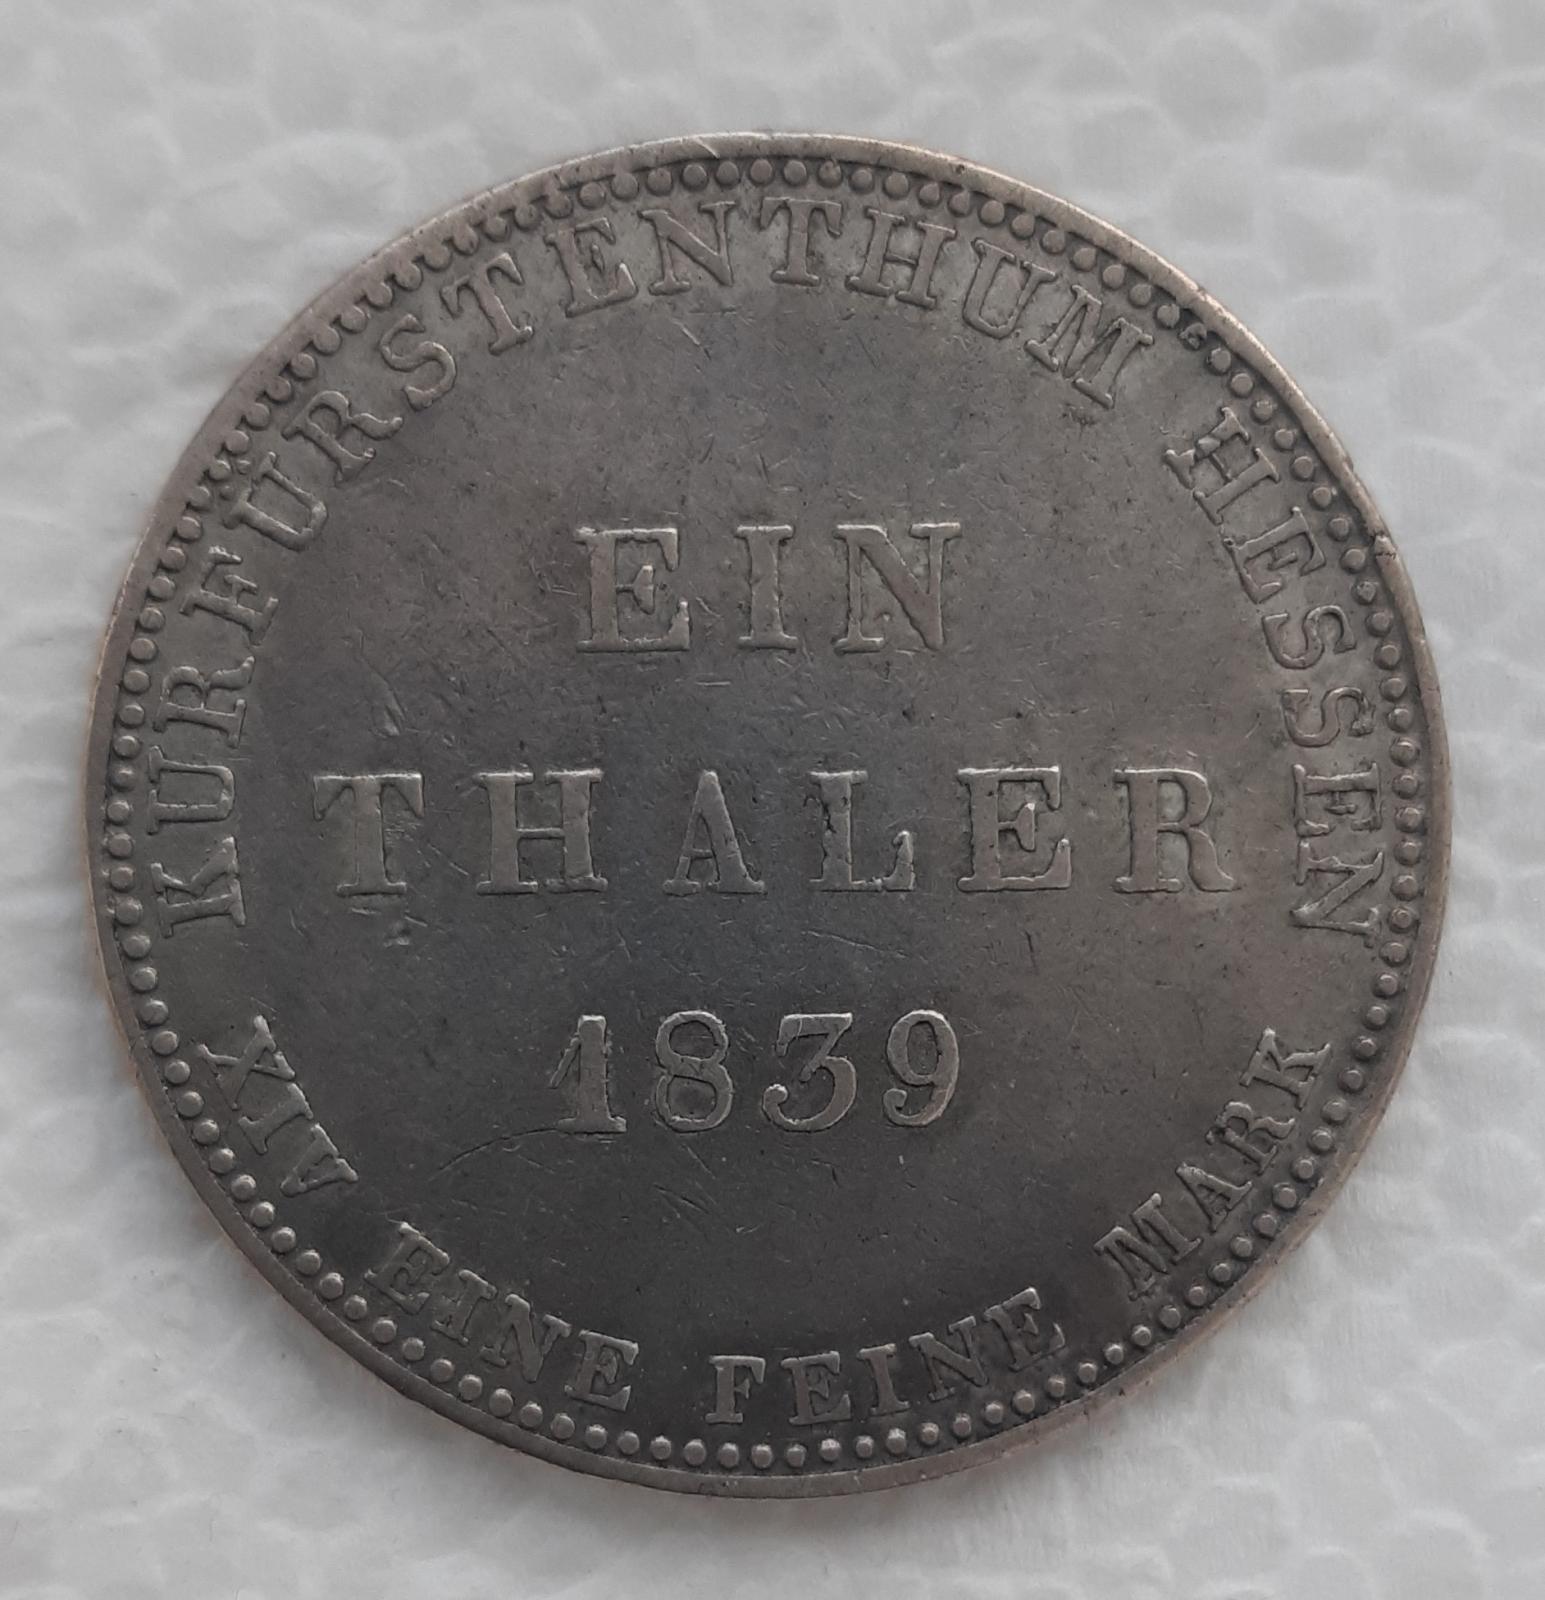 KURFÜRSTENTHUM HESSEN
EIN
THALER
1839
XIV EINE FEINE MARK